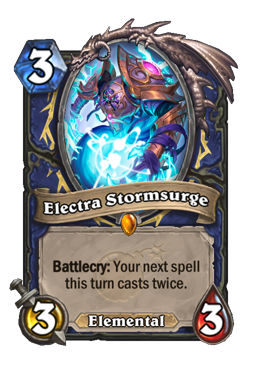 3
Electra Stormsurge
Battlecry: Your next spell
this turn casts twice.
3
Elemental
3